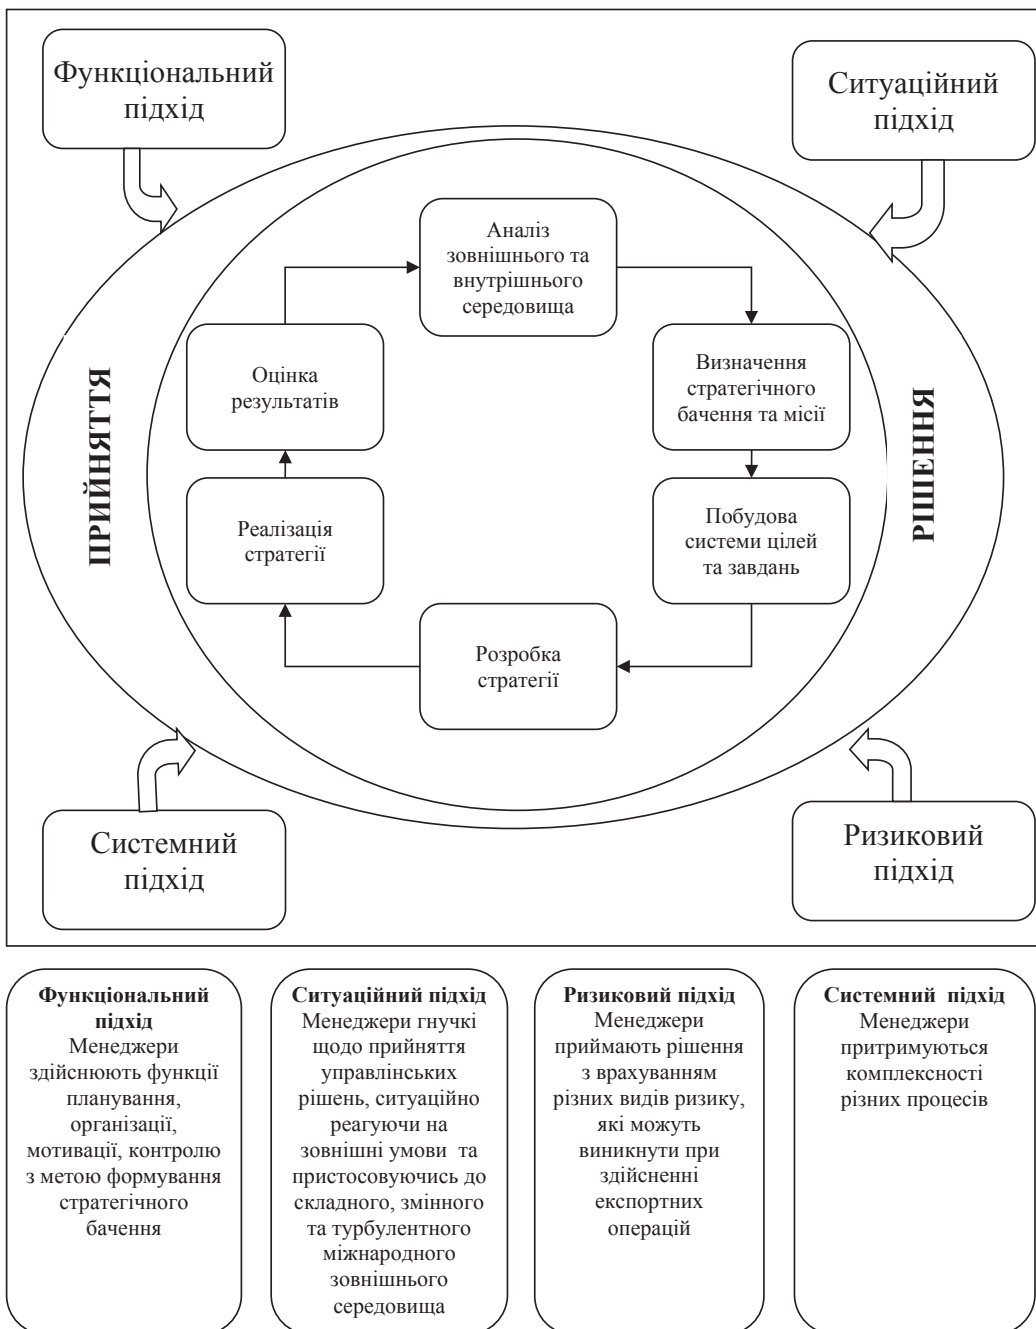 Функціональний
підхід
Ситуаційний
підхід
Аналіз
зовнішнього та
внутрішнього
середовища
Визначення
стратегічного
бачення та місії
Побудова
системи цілей
та завдань
Розробка
стратегії
Реалізація
стратегії
Оцінка
результатів
ПРИЙНЯТТЯ
РІШЕННЯ
Системний
підхід
Ризиковий
підхід
Функціональний
підхід
Менеджери
здійснюють функції
планування,
організації,
мотивації, контролю
з метою формування
стратегічного
бачення
Ситуаційний підхід
Менеджери гнучкі
щодо прийняття
управлінських
рішень, ситуаційно
реагуючи на
зовнішні умови та
пристосовуючись до
складного, змінного
та турбулентного
міжнародного
зовнішнього
середовища
Ризиковий підхід
Менеджери
приймають рішення
з врахуванням
різних видів ризику,
які можуть
виникнути при
здійсненні
експортних
операцій
Системний підхід
Менеджери
притримуються
комплексності
різних процесів